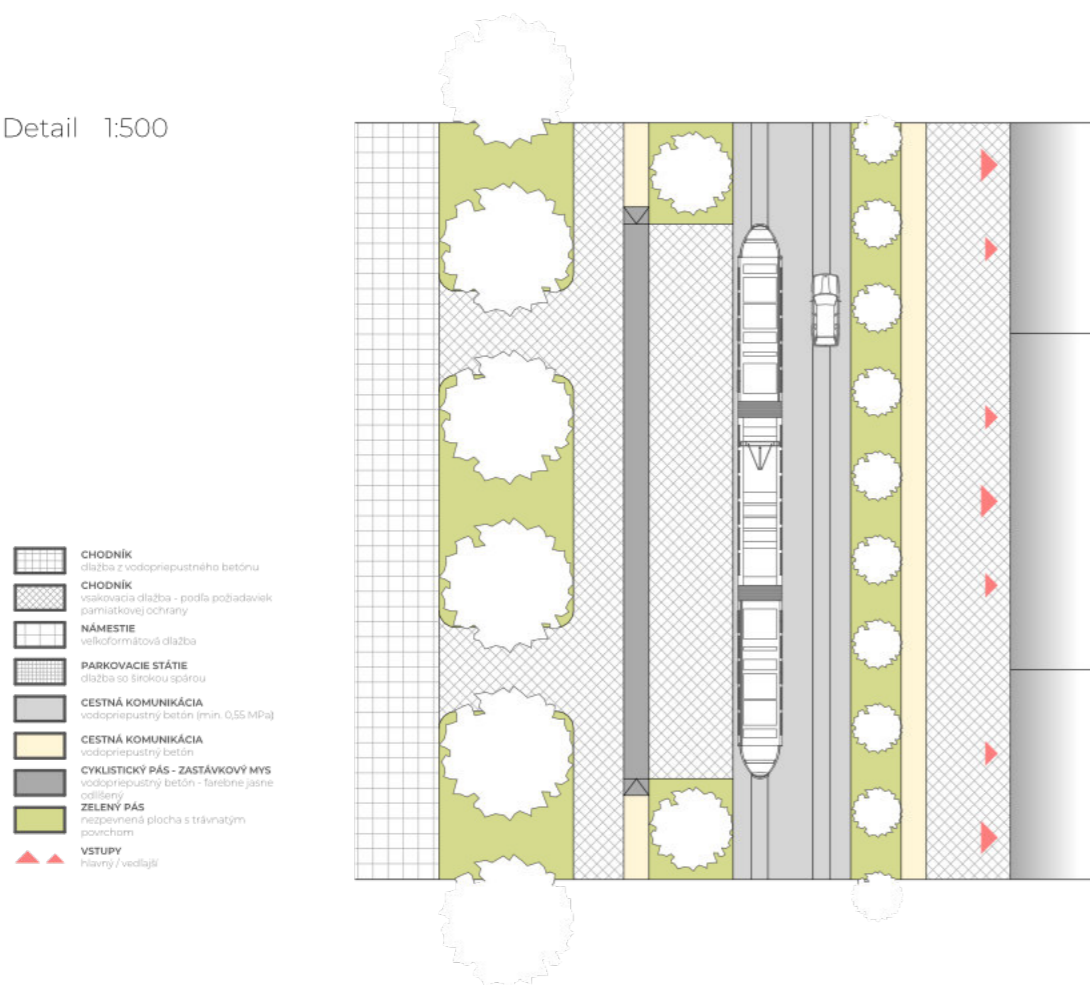 Detail 1:500
CHODNÍK
dlažba z vodopriepustného betónu
CHODNÍK
vsakovacia dlažba - podľa požiadaviek
pamiatkovej ochrany
NÁMESTIE
veľkoformátová dlažba
PARKOVACIE STÁTIE
dlažba so širokou spárou
CESTNÁ KOMUNIKÁCIA
vodopriepustný betón (min. 0,55 MPa)
CESTNÁ KOMUNIKÁCIA
vodopriepustný betón
CYKLISTICKÝ PÁS - ZASTÁVKOVÝ MYS
vodopriepustný betón - farebne jasne
odlíšený
ZELENÝ PÁS
nezpevnená plocha s trávnatým
povrchom
VSTUPY
hlavný / vedľajší